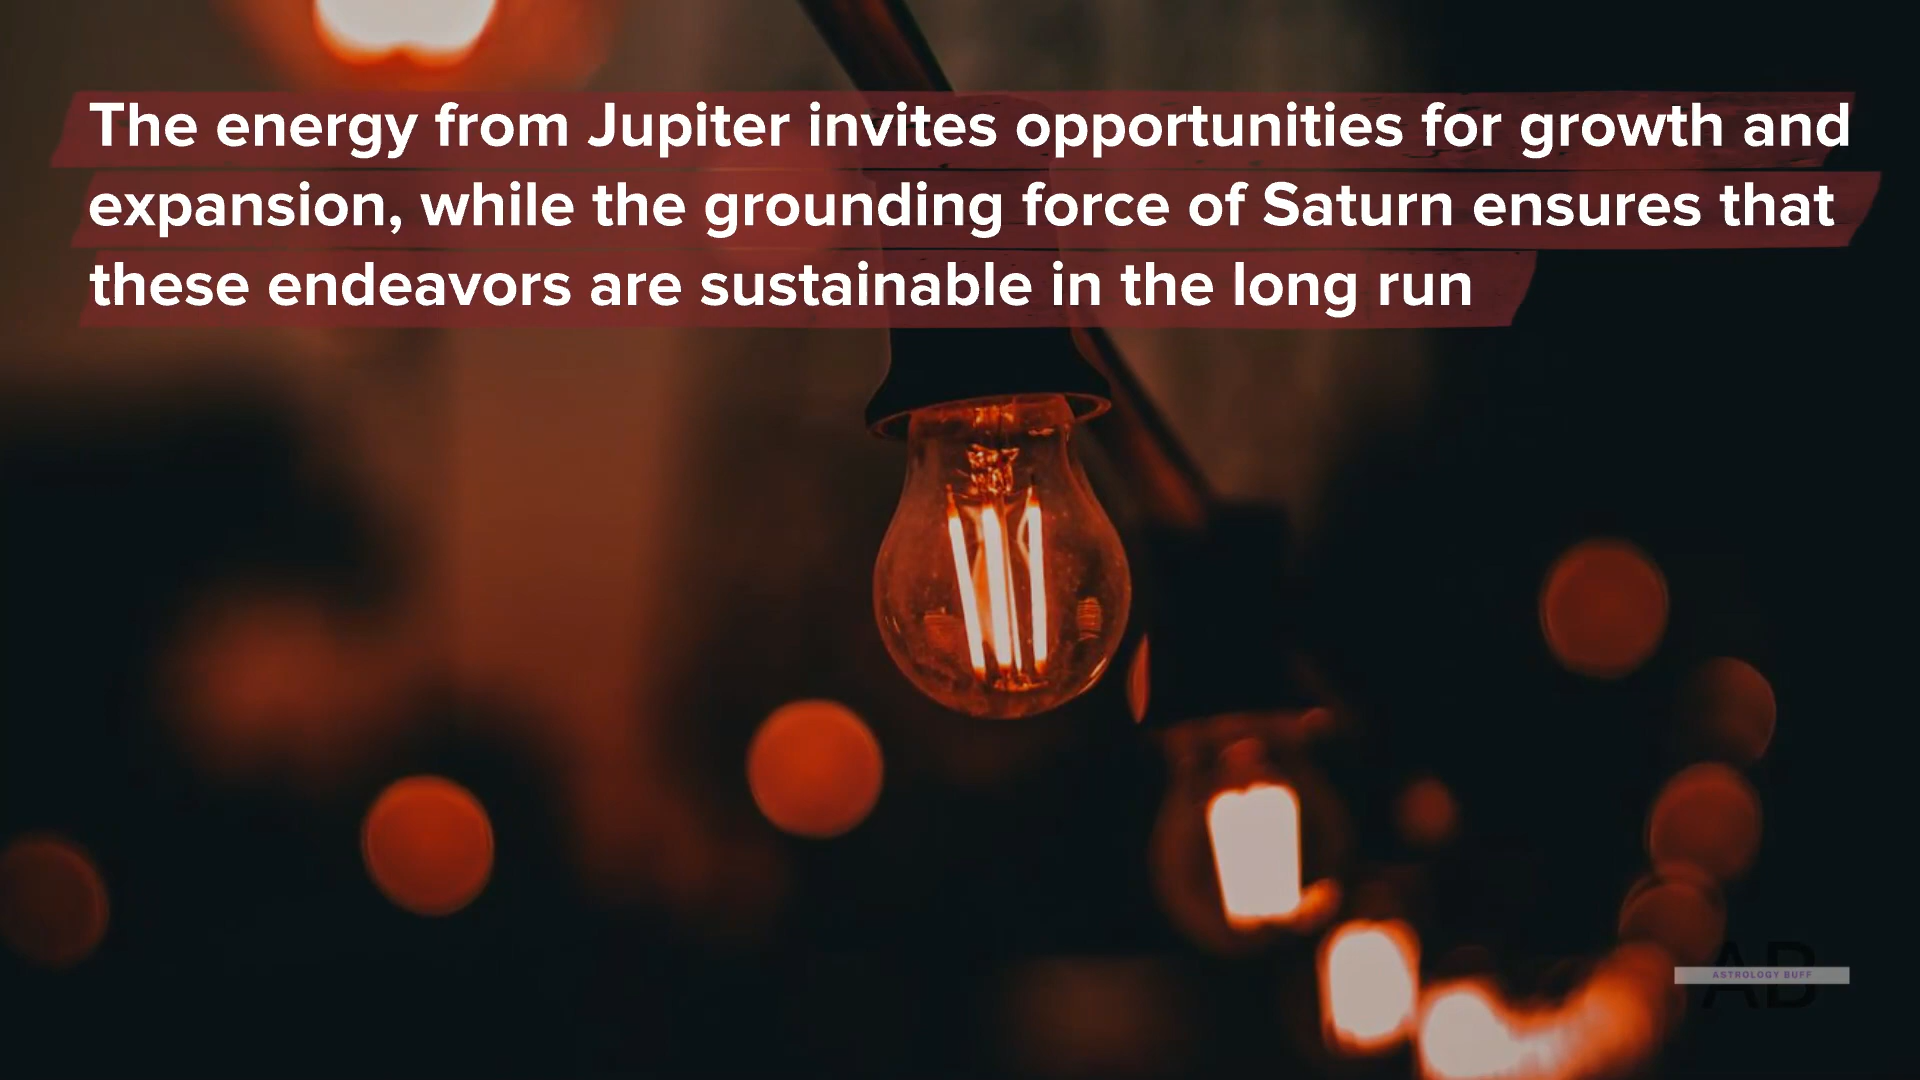 The energy from Jupiter invites opportunities for growth and
expansion, while the grounding force of Saturn ensures that
these endeavors are sustainable in the long run
AB
ASTROLOGY BUFF